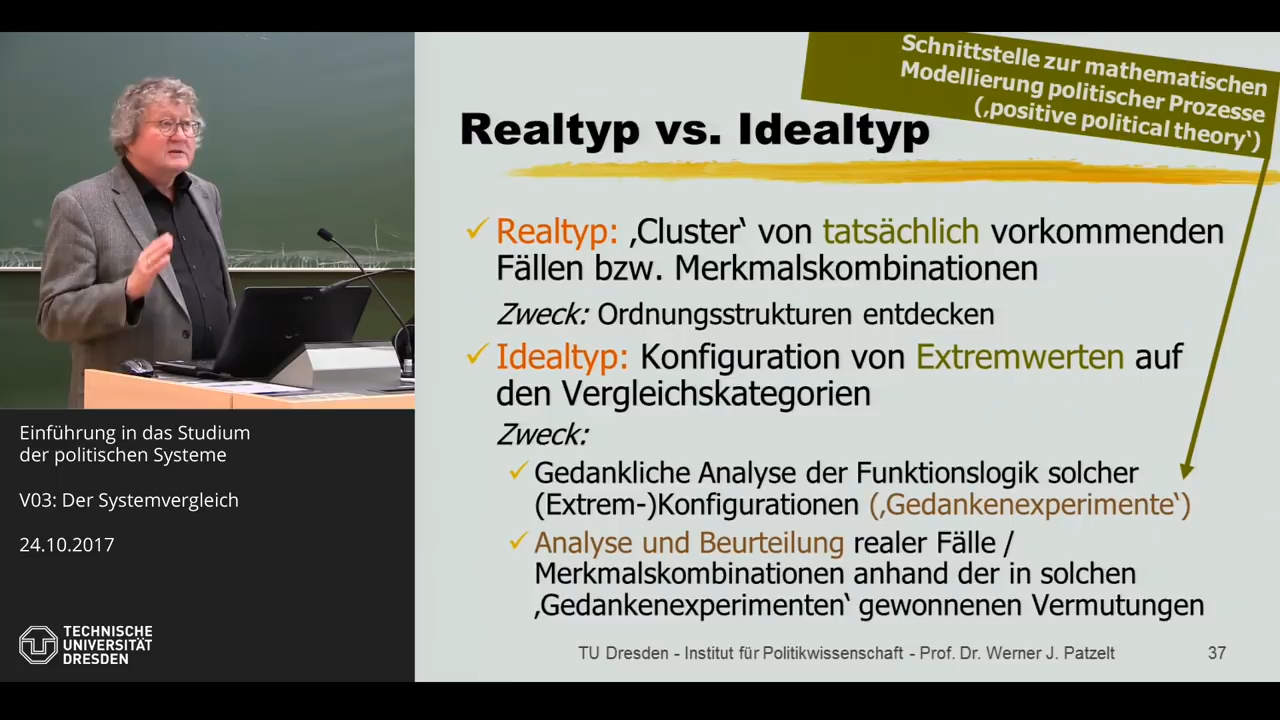 Schnittstelle zur mathematischen
Modellierung politischer Prozesse
(‚positive political theory‘)
Realtyp vs. Idealtyp
Realtyp: ‚Cluster‘ von tatsächlich vorkommenden
Fällen bzw. Merkmalskombinationen
Zweck: Ordnungsstrukturen entdecken
Idealtyp: Konfiguration von Extremwerten auf
den Vergleichskategorien
Zweck:
Gedankliche Analyse der Funktionslogik solcher
(Extrem-)Konfigurationen (‚Gedankenexperimente‘)
Analyse und Beurteilung realer Fälle /
Merkmalskombinationen anhand der in solchen
‚Gedankenexperimenten‘ gewonnenen Vermutungen
TU Dresden - Institut für Politikwissenschaft - Prof. Dr. Werner J. Patzelt
37
Einführung in das Studium
der politischen Systeme
V03: Der Systemvergleich
24.10.2017
TECHNISCHE
UNIVERSITÄT
DRESDEN